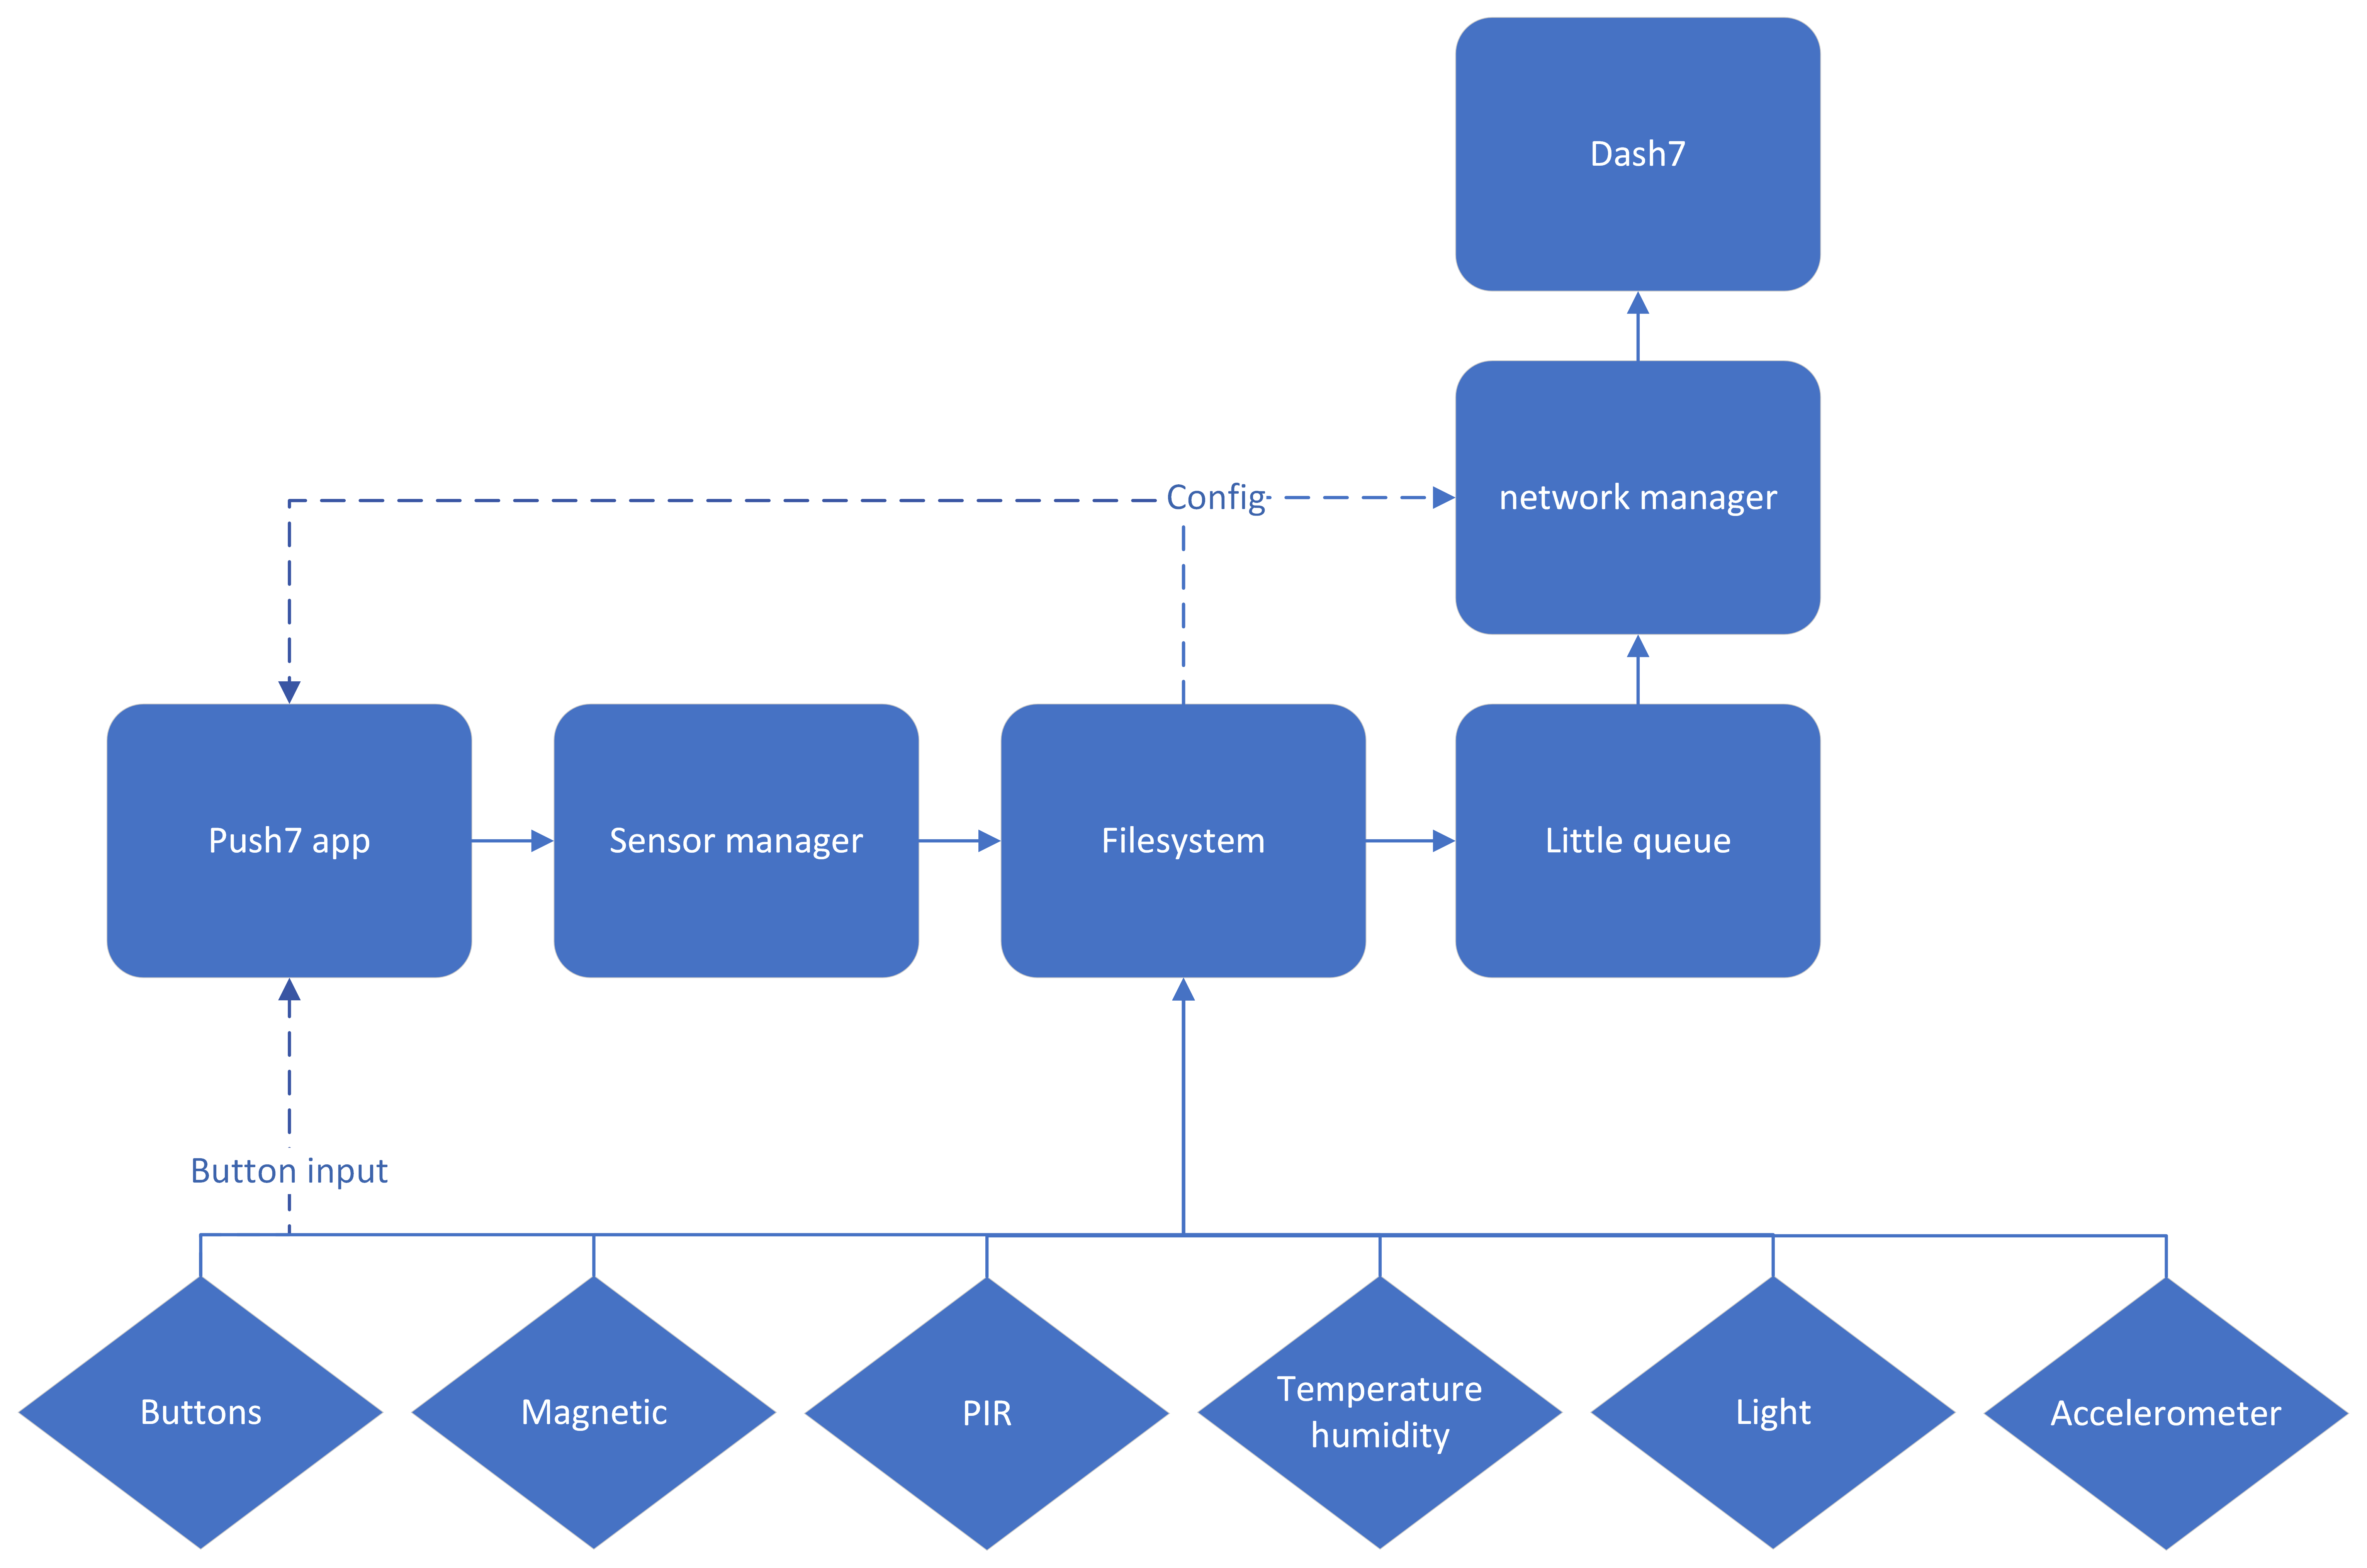 Dash7
Config
network manager
Push7 app
Sensor manager
Filesystem
Little queue
Button input
Buttons
Magnetic
PIR
Temperature
humidity
Light
Accelerometer